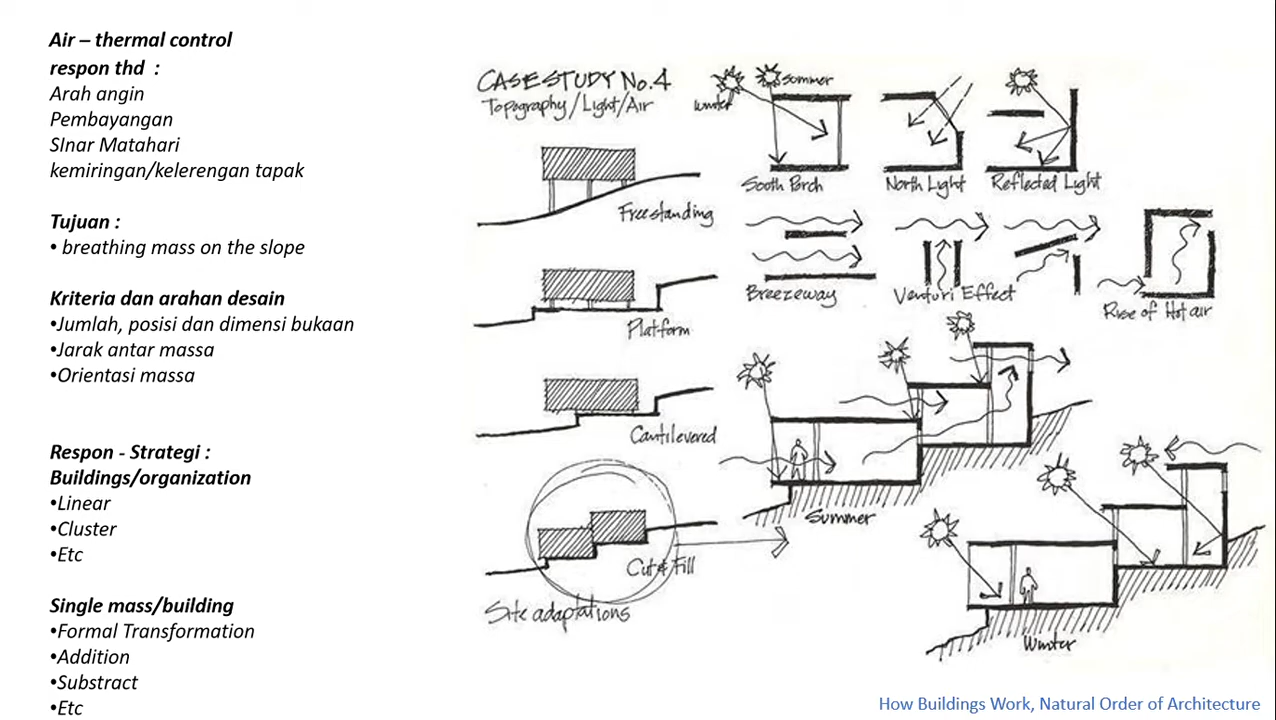 Air – thermal control
respon thd :
Arah angin
Pembayangan
SInar Matahari
kemiringan/kelerengan tapak
Tujuan :
• breathing mass on the slope
Kriteria dan arahan desain
•Jumlah, posisi dan dimensi bukaan
•Jarak antar massa
•Orientasi massa
Respon - Strategi :
Buildings/organization
•Linear
•Cluster
•Etc
Single mass/building
•Formal Transformation
•Addition
•Substract
•Etc
CASE STUDY No. 4
Topography/Light/Air
Winter
Summer
South Porch
North Light
Reflected Light
Freestanding
Breezeway
Venturi Effect
Rise of Hot air
Platform
Cantilevered
Summer
Cut & Fill
Site adaptations
Winter
How Buildings Work, Natural Order of Architecture